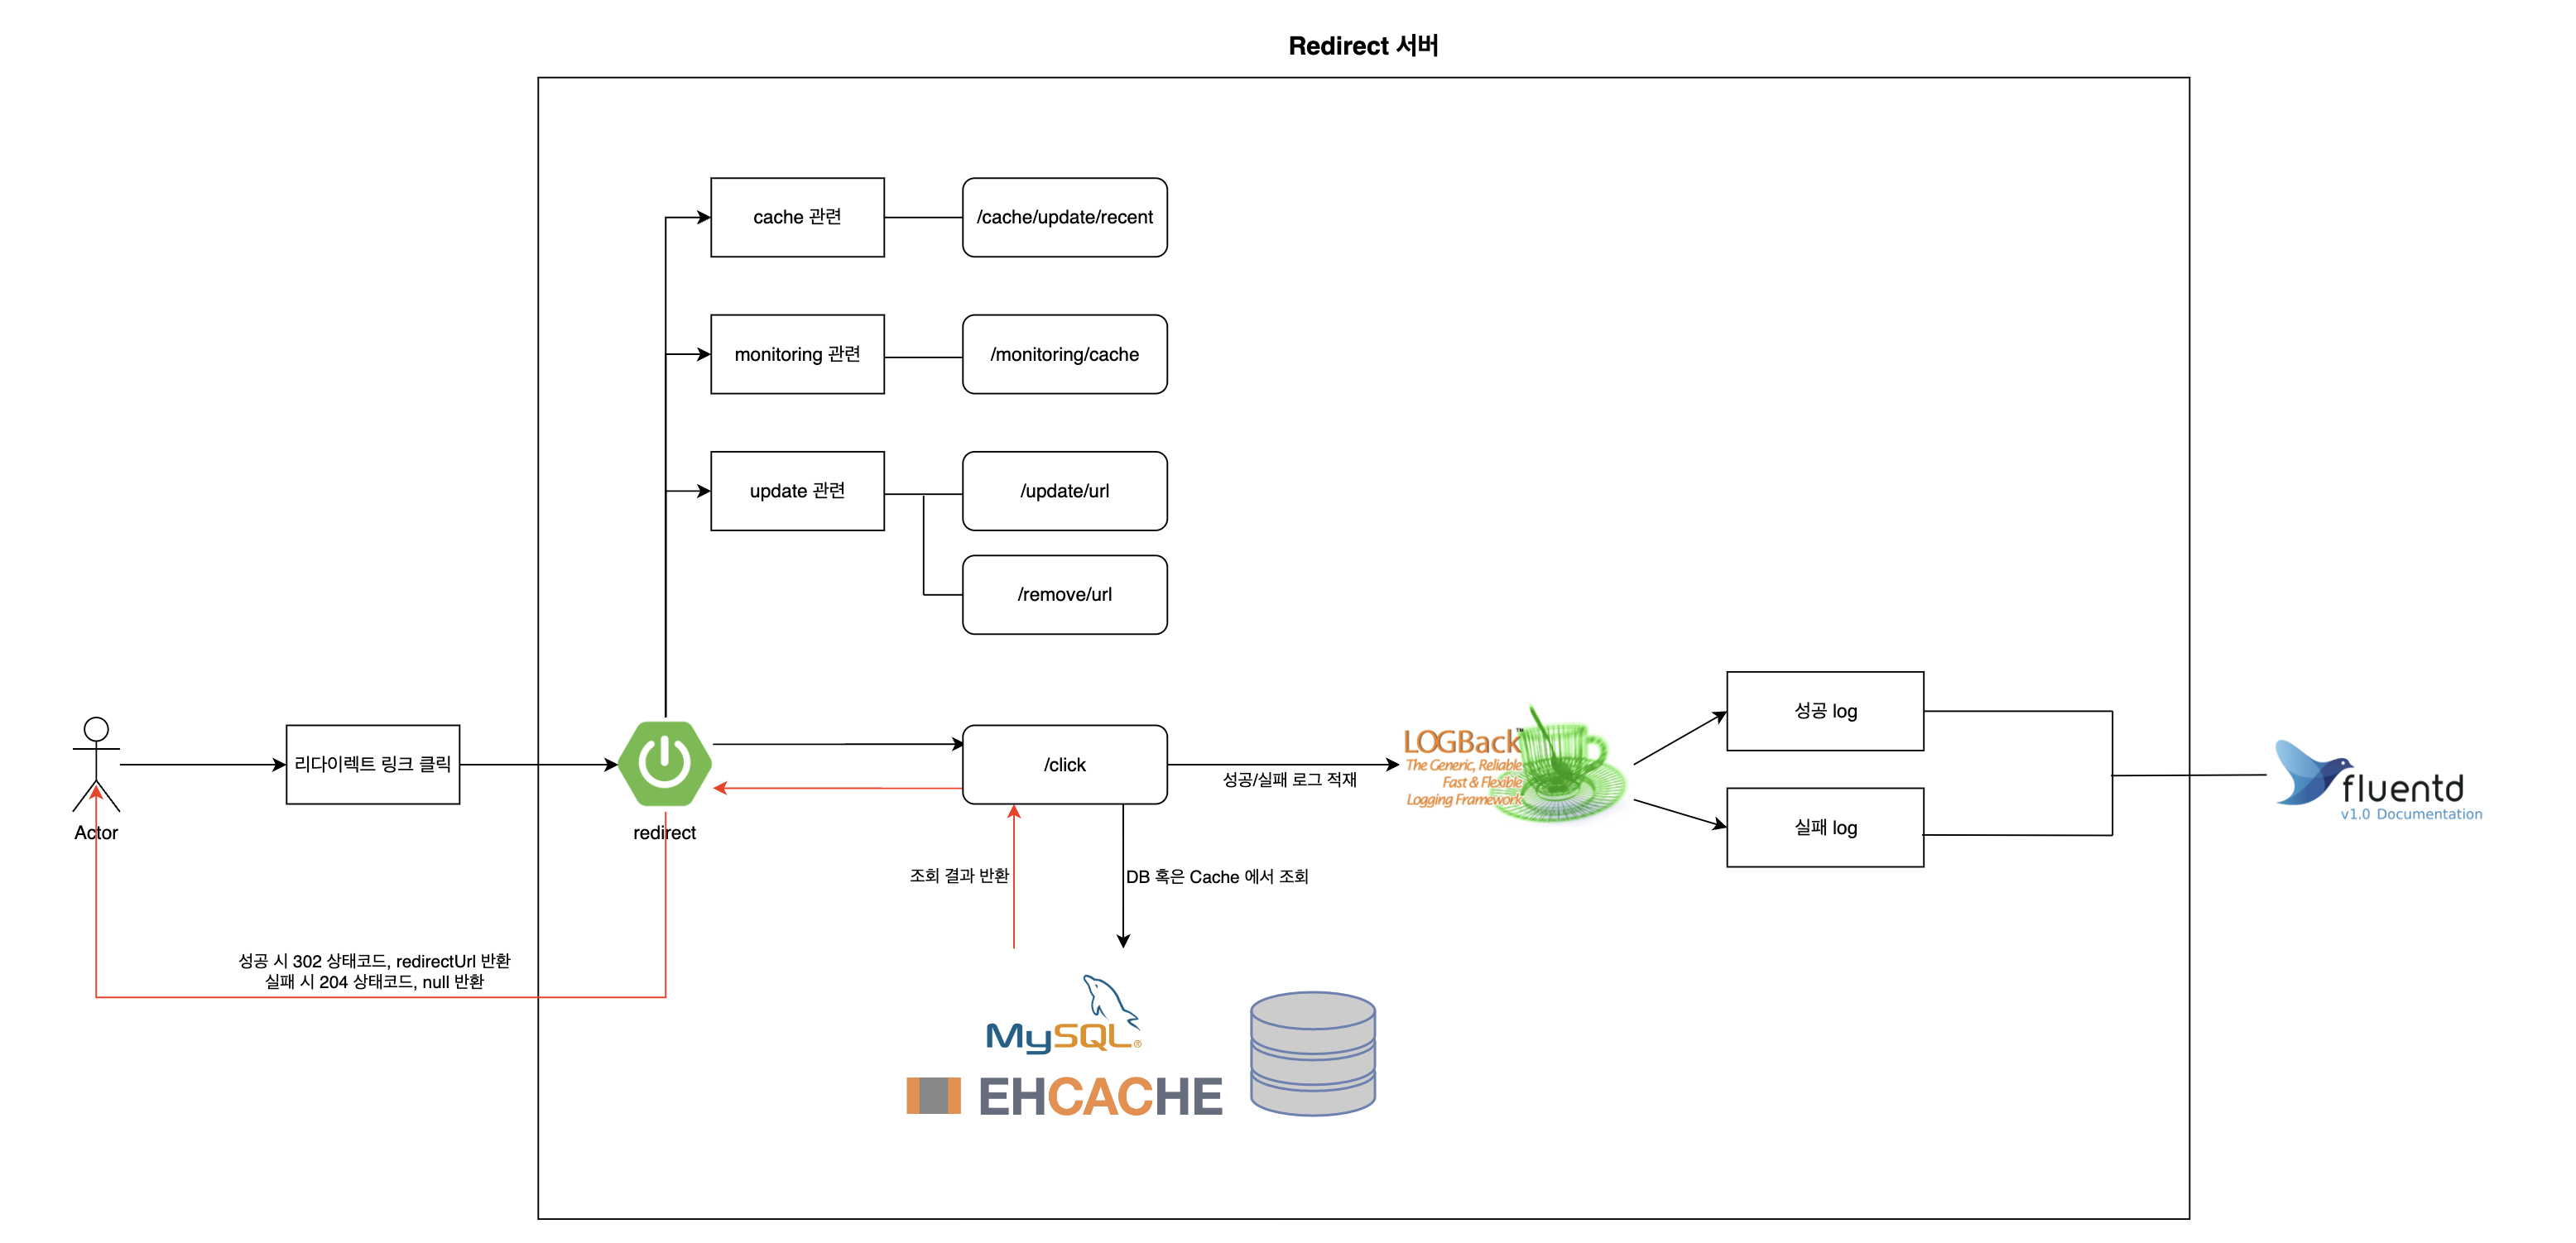 Redirect 서버
cache 관련
/cache/update/recent
monitoring 관련
/monitoring/cache
update 관련
/update/url
/remove/url
Actor
리다이렉트 링크 클릭
redirect
/click
성공/실패 로그 적재
LOGBack™
The Generic, Reliable
Fast & Flexible
Logging Framework
성공 log
실패 log
fluentd
v1.0 Documentation
조회 결과 반환
DB 혹은 Cache 에서 조회
성공 시 302 상태코드, redirectUrl 반환
실패 시 204 상태코드, null 반환
MySQL®
EHCACHE